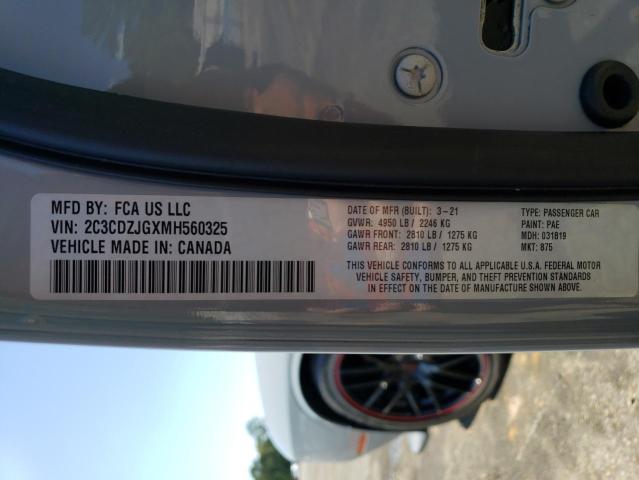 MFD BY: FCA US LLC
VIN: 2C3CDZJGXMH560325
VEHICLE MADE IN: CANADA
DATE OF MFR (BUILT): 3-21
GVWR: 4950 LB / 2246 KG
GAWR FRONT: 2810 LB / 1275 KG
GAWR REAR: 2810 LB / 1275 KG
TYPE: PASSENGER CAR
PAINT: PAE
MDH: 031819
MKT: 875
THIS VEHICLE CONFORMS TO ALL APPLICABLE U.S.A. FEDERAL MOTOR
VEHICLE SAFETY, BUMPER, AND THEFT PREVENTION STANDARDS
IN EFFECT ON THE DATE OF MANUFACTURE SHOWN ABOVE.